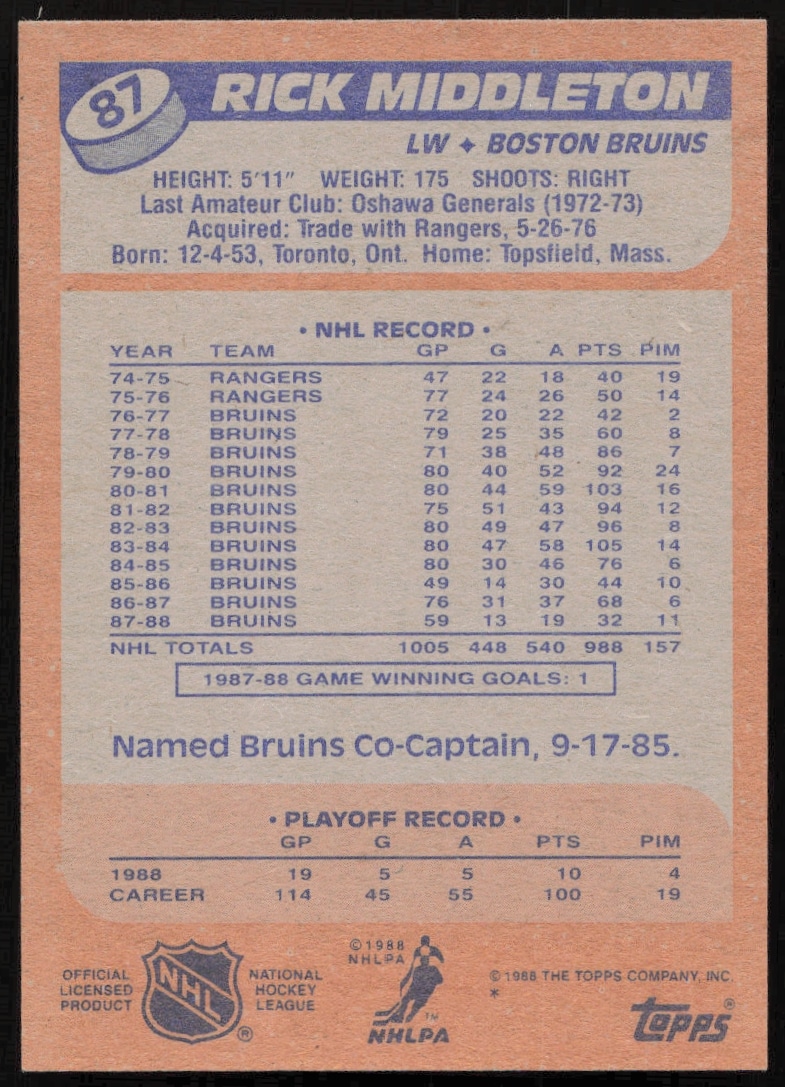 87 RICK MIDDLETON
LW ✦ BOSTON BRUINS
HEIGHT: 5'11" WEIGHT: 175 SHOOTS: RIGHT
Last Amateur Club: Oshawa Generals (1972-73)
Acquired: Trade with Rangers, 5-26-76
Born: 12-4-53, Toronto, Ont. Home: Topsfield, Mass.
• NHL RECORD •
YEAR TEAM GP G A PTS PIM
74-75 RANGERS 47 22 18 40 19
75-76 RANGERS 77 24 26 50 14
76-77 BRUINS 72 20 22 42 2
77-78 BRUINS 79 25 35 60 8
78-79 BRUINS 71 38 48 86 7
79-80 BRUINS 80 40 52 92 24
80-81 BRUINS 80 44 59 103 16
81-82 BRUINS 75 51 43 94 12
82-83 BRUINS 80 49 47 96 8
83-84 BRUINS 80 47 58 105 14
84-85 BRUINS 80 30 46 76 6
85-86 BRUINS 49 14 30 44 10
86-87 BRUINS 76 31 37 68 6
87-88 BRUINS 59 13 19 32 11
NHL TOTALS 1005 448 540 988 157
1987-88 GAME WINNING GOALS: 1
Named Bruins Co-Captain, 9-17-85.
• PLAYOFF RECORD •
GP G A PTS PIM
1988 19 5 5 10 4
CAREER 114 45 55 100 19
OFFICIAL
LICENSED
PRODUCT
NHL
®
NATIONAL
HOCKEY
LEAGUE
©1988
NHLPA
TM
NHLPA
© 1988 THE TOPPS COMPANY, INC.
*
topps®